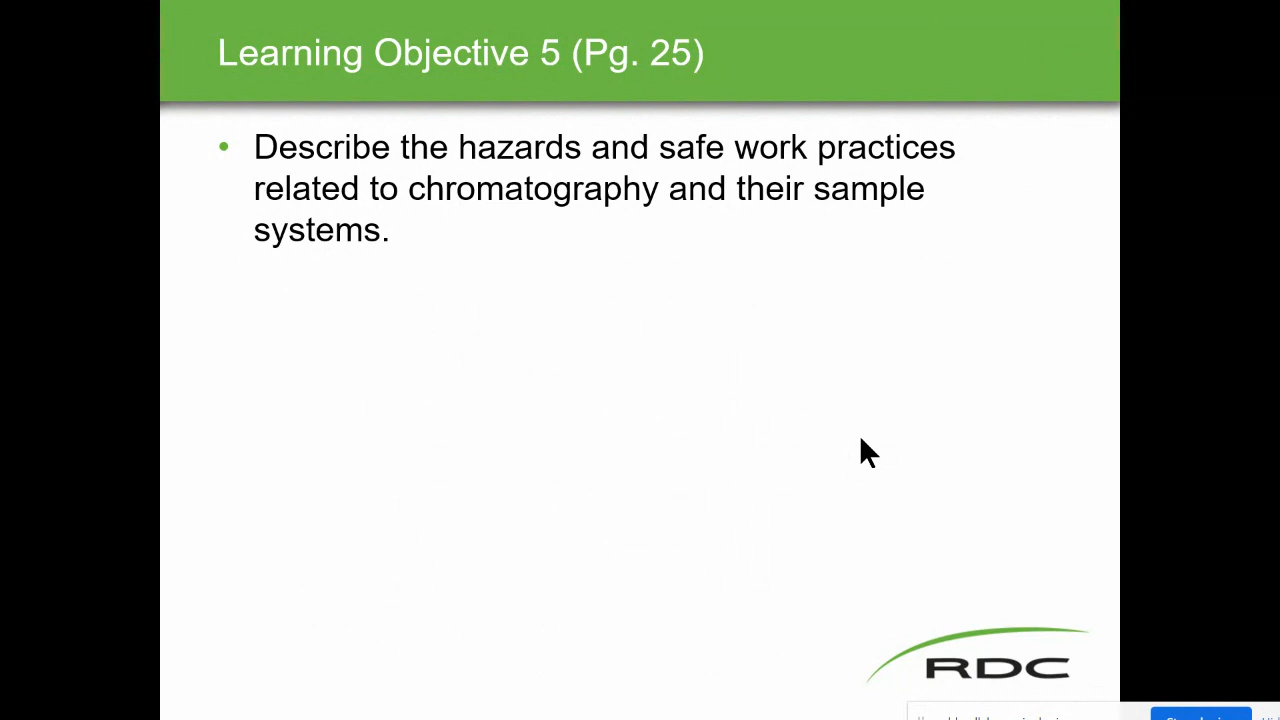 Learning Objective 5 (Pg. 25)
• Describe the hazards and safe work practices
related to chromatography and their sample
systems.
RDC